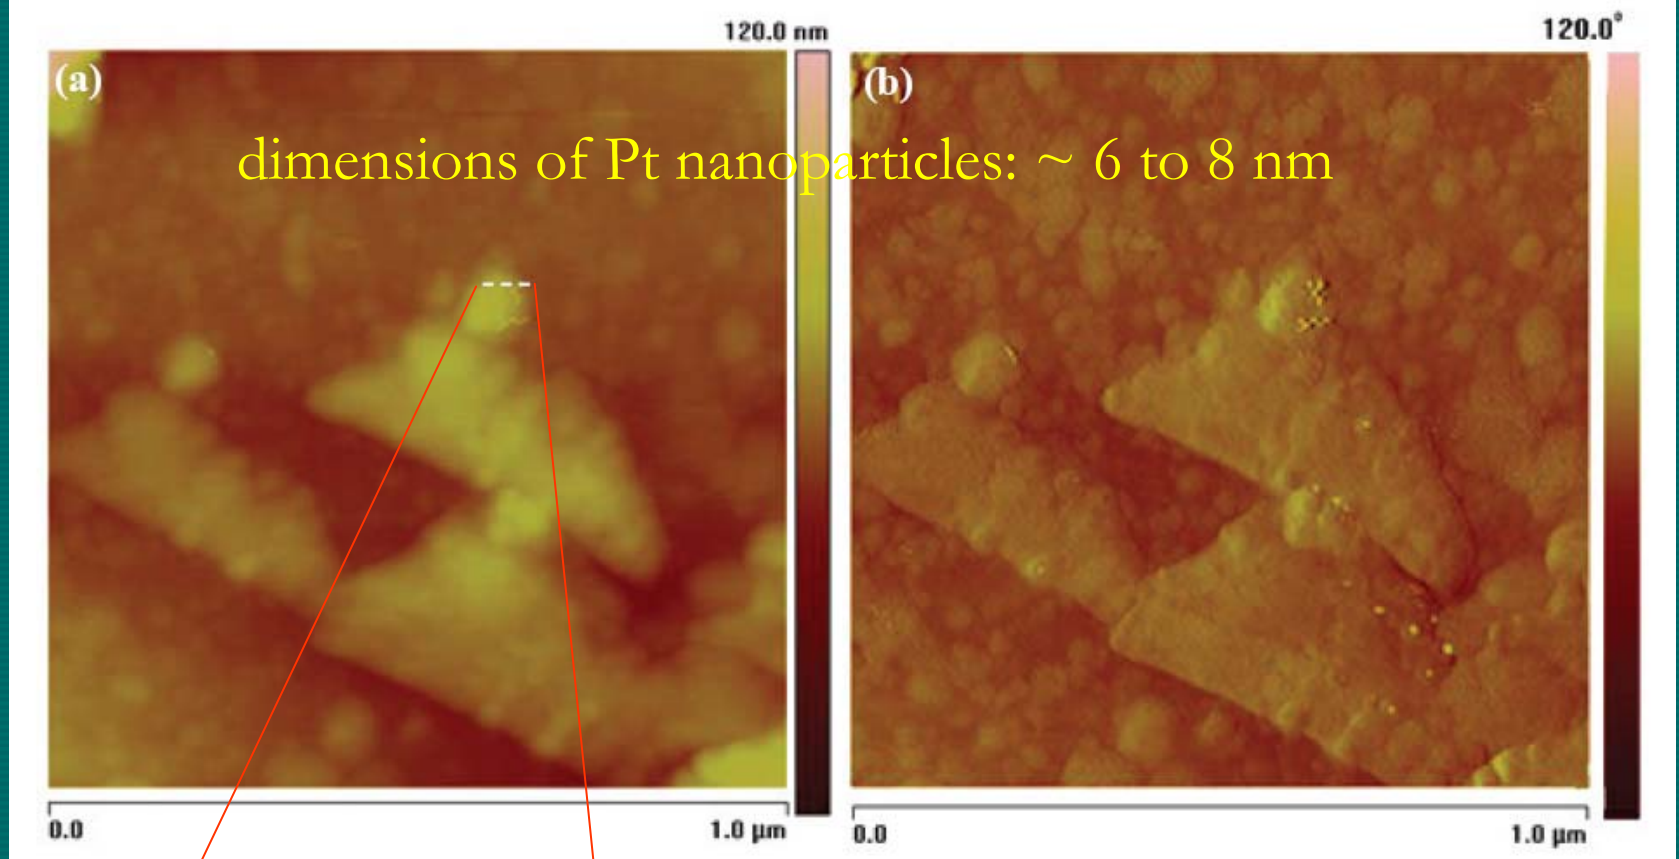 120.0 nm
120.0°
(a)
(b)
dimensions of Pt nanoparticles: ~ 6 to 8 nm
0.0
1.0 µm
0.0
1.0 µm